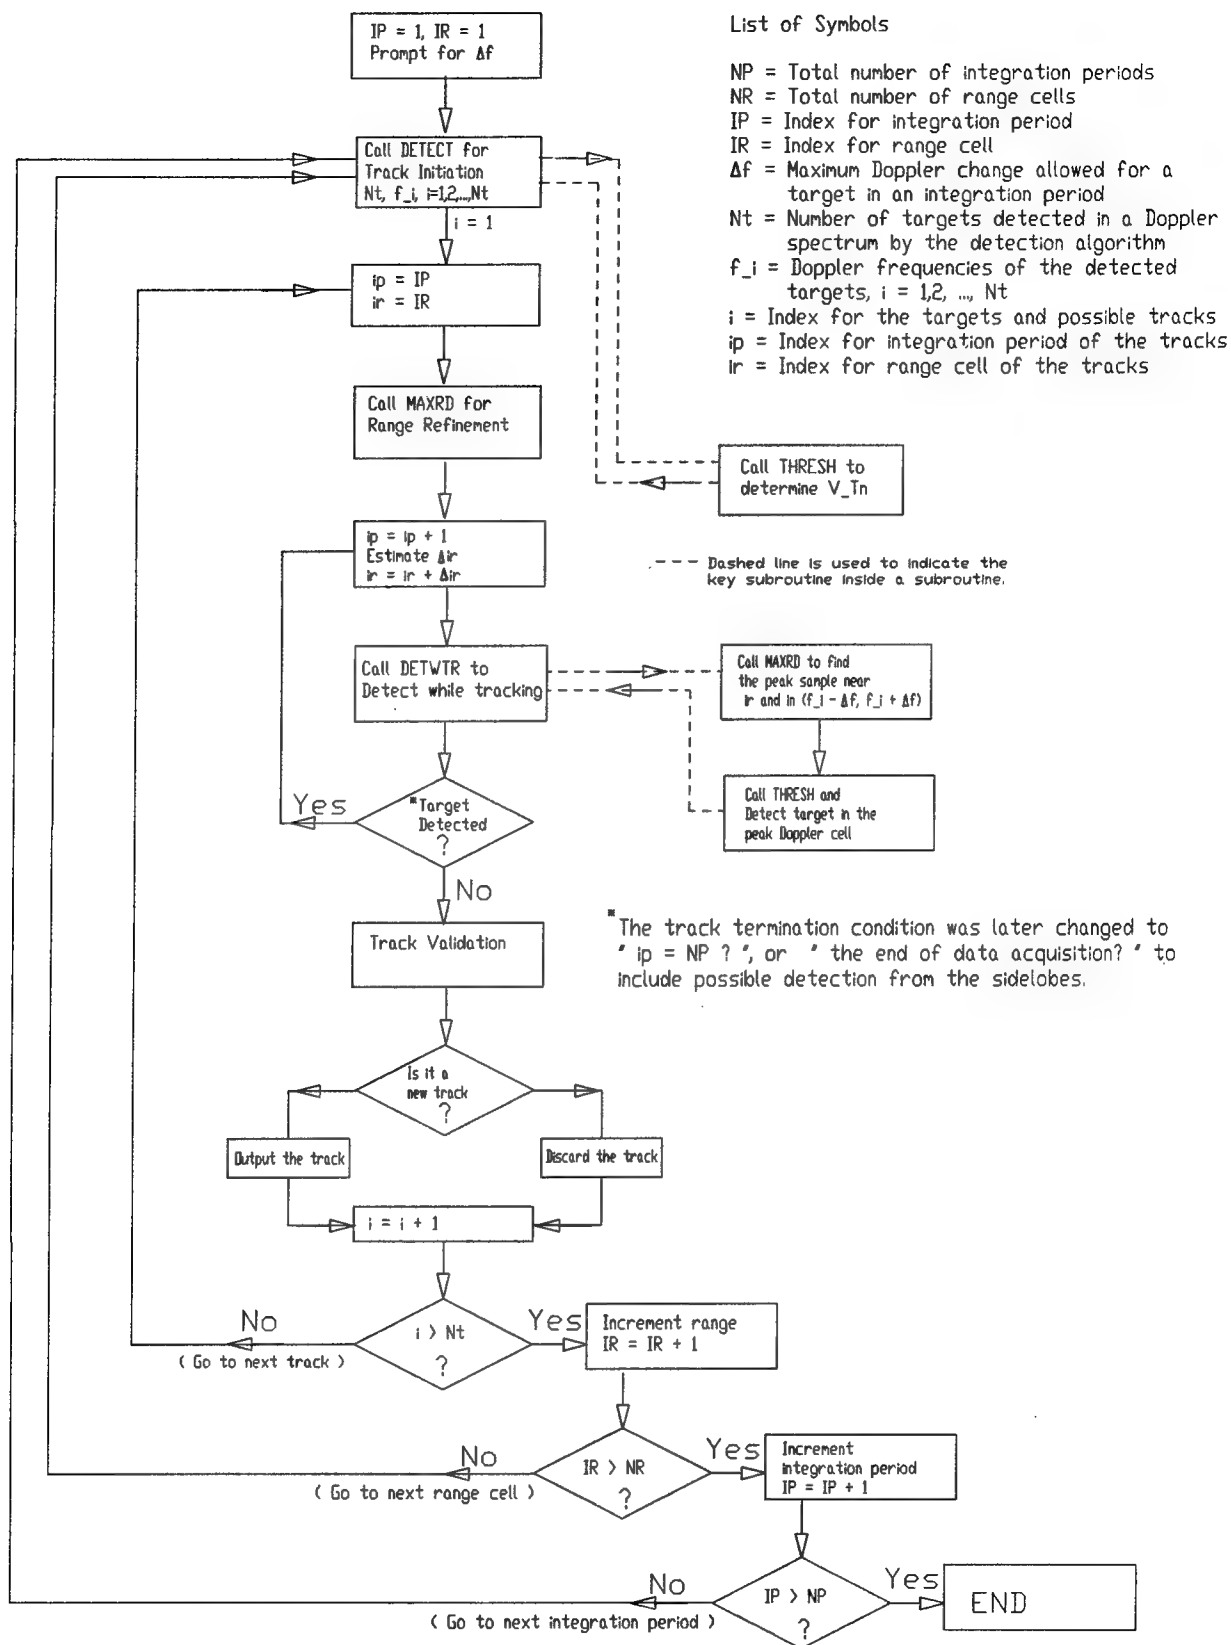 IP = 1, IR = 1
Prompt for Δf
List of Symbols
NP = Total number of integration periods
NR = Total number of range cells
IP = Index for integration period
IR = Index for range cell
Δf = Maximum Doppler change allowed for a
target in an integration period
Nt = Number of targets detected in a Doppler
spectrum by the detection algorithm
f_i = Doppler frequencies of the detected
targets, i = 1,2, ..., Nt
i = Index for the targets and possible tracks
ip = Index for integration period of the tracks
ir = Index for range cell of the tracks
Call DETECT for
Track Initiation
Nt, f_i, i=1,2,...,Nt
i = 1
ip = IP
ir = IR
Call MAXRD for
Range Refinement
Call THRESH to
determine V_Tn
ip = ip + 1
Estimate Δir
ir = ir + Δir
---- Dashed line is used to indicate the
key subroutine inside a subroutine.
Call DETWTR to
Detect while tracking
Call MAXRD to find
the peak sample near
ir and in (f_i - Δf, f_i + Δf)
Call THRESH and
Detect target in the
peak Doppler cell
Yes
*Target
Detected
?
No
Track Validation
*The track termination condition was later changed to
" ip = NP ? ", or " the end of data acquisition? " to
include possible detection from the sidelobes.
Is it a
new track
?
Output the track
Discard the track
i = i + 1
No
( Go to next track )
i > Nt
?
Yes
Increment range
IR = IR + 1
No
( Go to next range cell )
IR > NR
?
Yes
Increment
integration period
IP = IP + 1
No
( Go to next integration period )
IP > NP
?
Yes
END